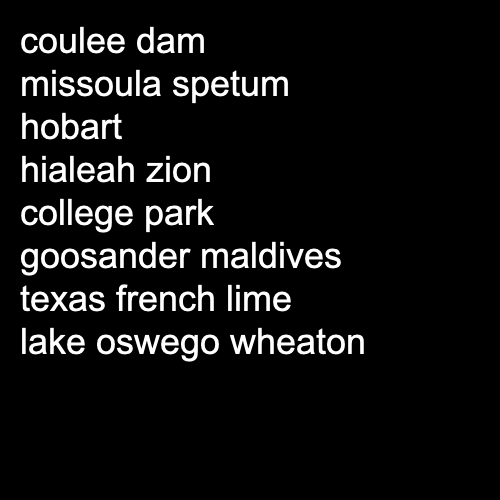 coulee dam
missoula spetum
hobart
hialeah zion
college park
goosander maldives
texas french lime
lake oswego wheaton